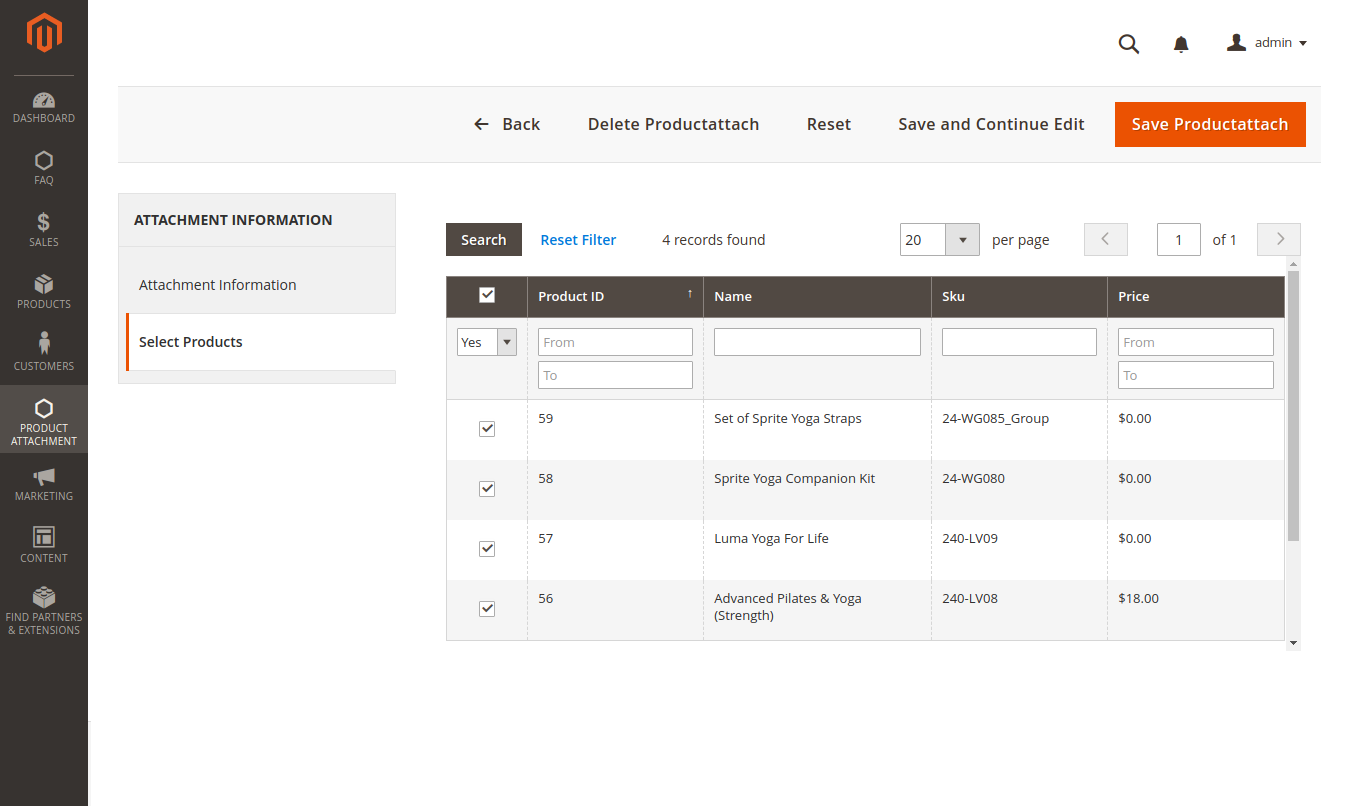 admin
DASHBOARD
FAQ
SALES
PRODUCTS
CUSTOMERS
PRODUCT
ATTACHMENT
MARKETING
CONTENT
FIND PARTNERS
& EXTENSIONS
Back Delete Productattach Reset Save and Continue Edit Save Productattach
ATTACHMENT INFORMATION
Attachment Information
Select Products
Search Reset Filter 4 records found 20 per page 1 of 1
Product ID ↑ Name Sku Price
Yes From From
To To
59 Set of Sprite Yoga Straps 24-WG085_Group $0.00
58 Sprite Yoga Companion Kit 24-WG080 $0.00
57 Luma Yoga For Life 240-LV09 $0.00
56 Advanced Pilates & Yoga 240-LV08 $18.00
(Strength)